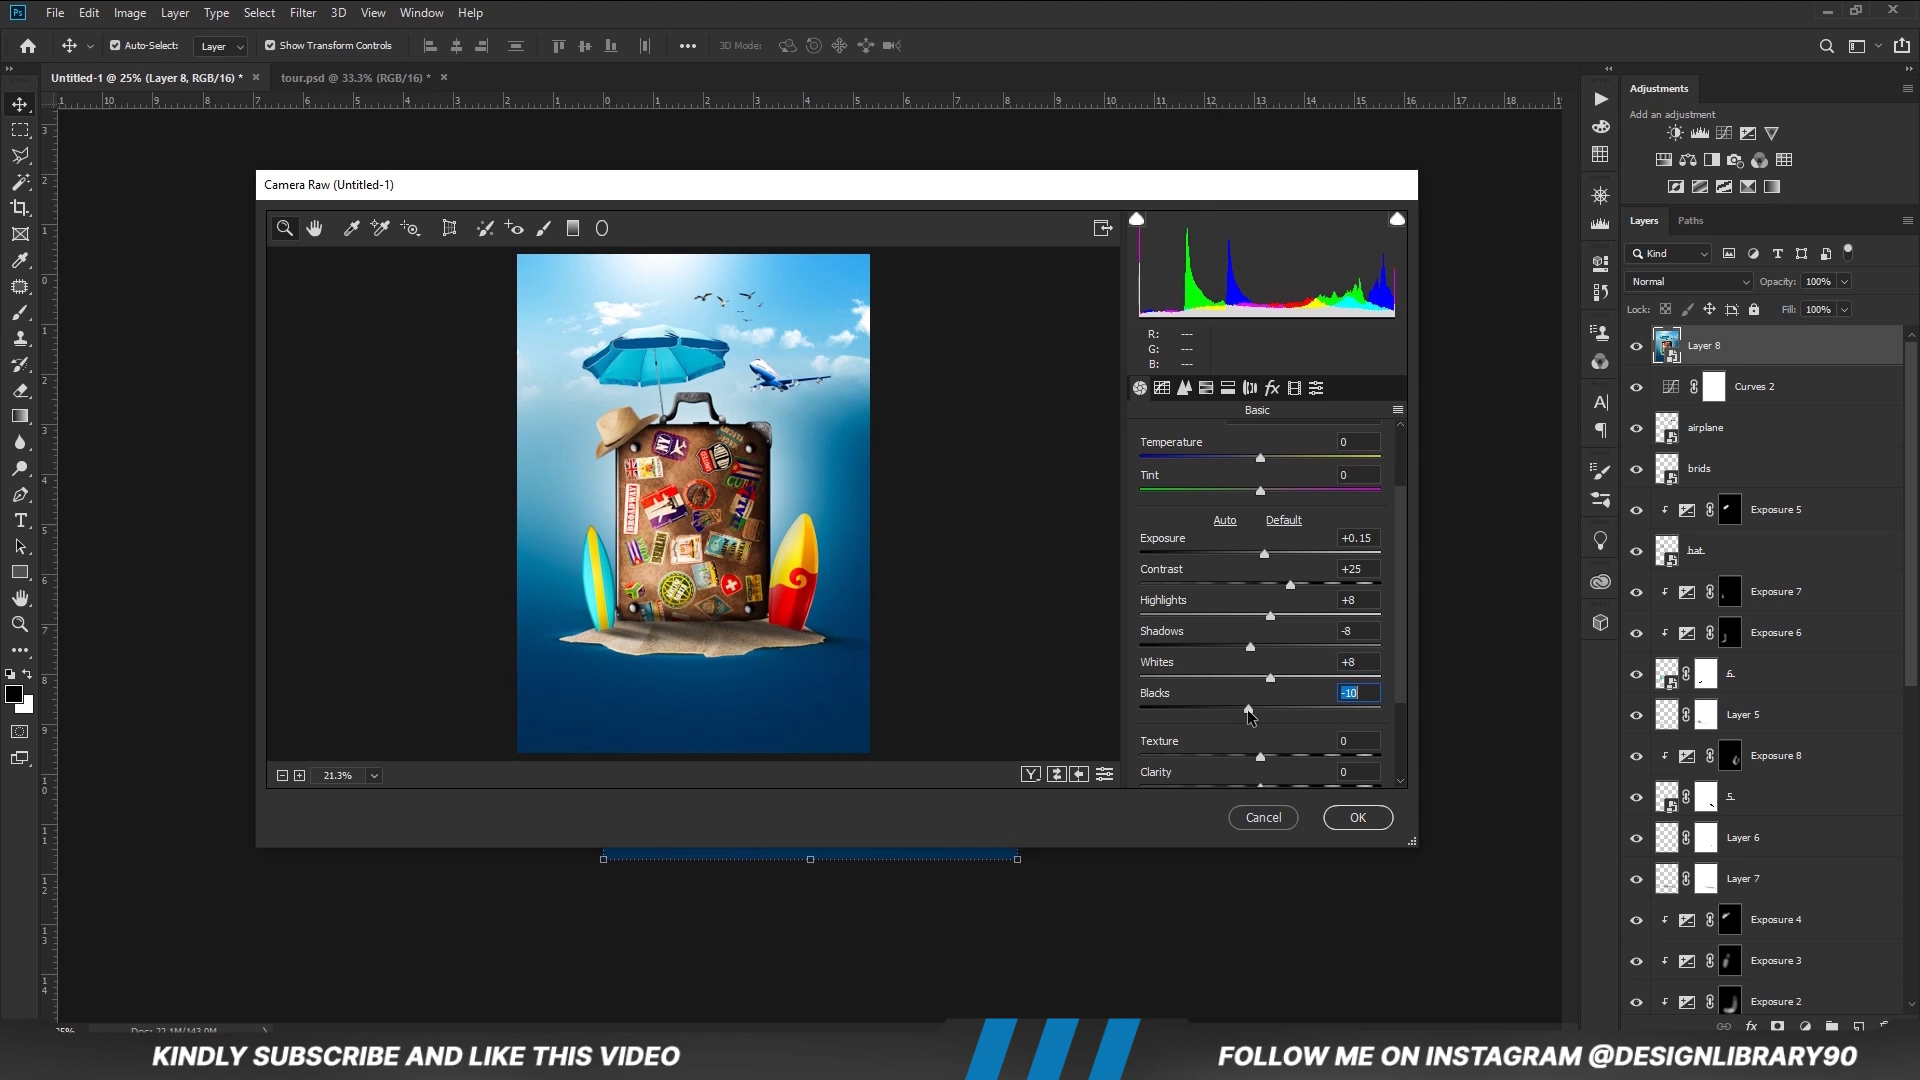 Ps File Edit Image Layer Type Select Filter 3D View Window Help
Auto-Select: Layer Show Transform Controls 3D Mode:
Untitled-1 @ 25% (Layer 8, RGB/16) * tour.psd @ 33.3% (RGB/16) *
Camera Raw (Untitled-1)
R: ---
G: ---
B: ---
Basic
Temperature 0
Tint 0
Auto Default
Exposure +0.15
Contrast +25
Highlights +8
Shadows -8
Whites +8
Blacks -10
Texture 0
Clarity 0
21.3%
Cancel OK
Adjustments
Add an adjustment
Layers Paths
Kind
Normal Opacity: 100%
Lock: Fill: 100%
Layer 8
Curves 2
airplane
brids
Exposure 5
hat
Exposure 7
Exposure 6
6
Layer 5
Exposure 8
5
Layer 6
Layer 7
Exposure 4
Exposure 3
Exposure 2
CUBA
BERLIN
KINDLY SUBSCRIBE AND LIKE THIS VIDEO
FOLLOW ME ON INSTAGRAM @DESIGNLIBRARY90